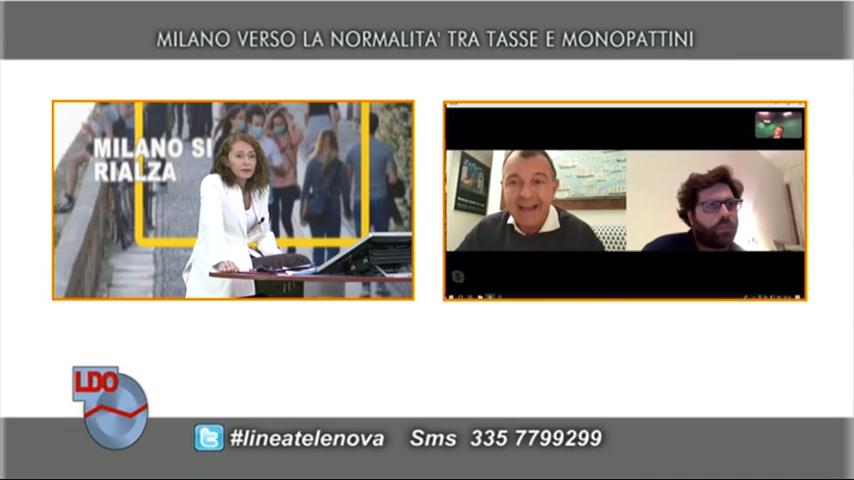 MILANO VERSO LA NORMALITA' TRA TASSE E MONOPATTINI
MILANO SI
RIALZA
LDO
#lineatelenova Sms 335 7799299